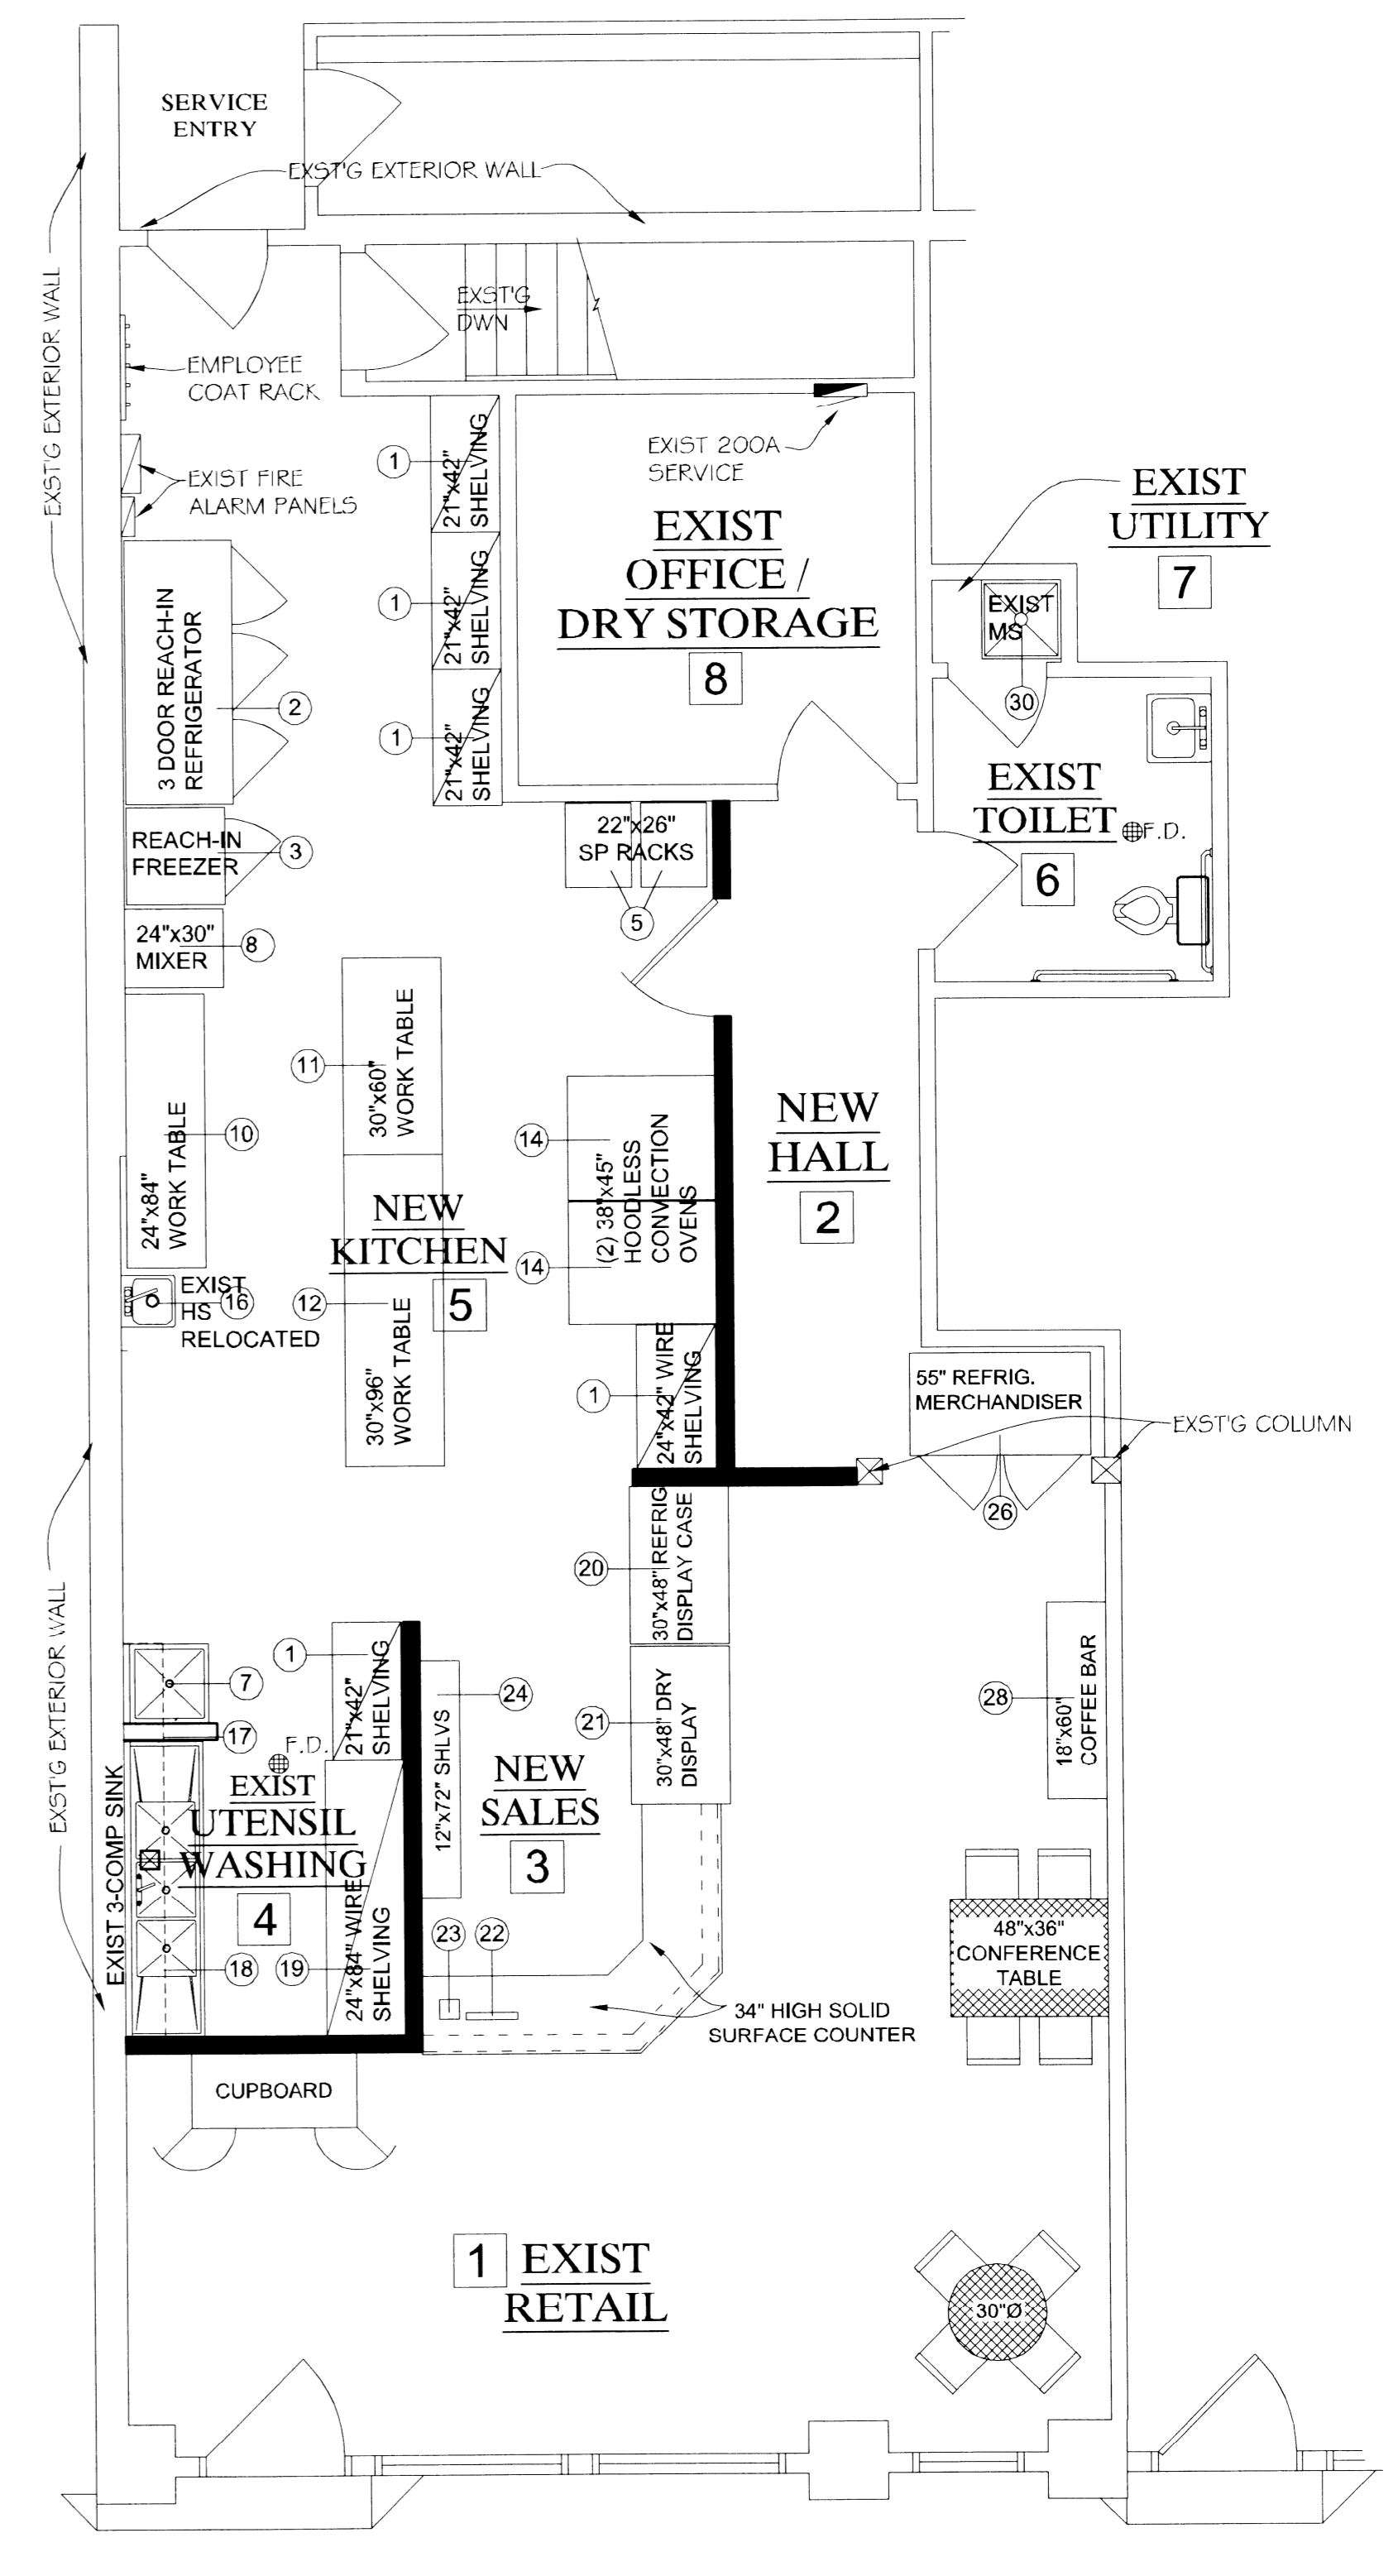 SERVICE
ENTRY
EXST'G EXTERIOR WALL
EXST'G EXTERIOR WALL
EXST'G
DWN
EMPLOYEE
COAT RACK
EXIST FIRE
ALARM PANELS
1
21"x42"
SHELVING
1
21"x42"
SHELVING
1
21"x42"
SHELVING
EXIST 200A
SERVICE
EXIST
OFFICE /
DRY STORAGE
8
EXIST
UTILITY
7
EXIST
MS
30
3 DOOR REACH-IN
REFRIGERATOR
2
EXIST
TOILET
6
F.D.
REACH-IN
FREEZER
3
22"x26"
SP RACKS
5
24"x30"
MIXER
8
11
30"x60"
WORK TABLE
24"x84"
WORK TABLE
10
14
14
(2) 38"x45"
HOODLESS
CONVECTION
OVENS
NEW
HALL
2
NEW
KITCHEN
5
EXIST
HS
RELOCATED
16
12
30"x96"
WORK TABLE
1
24"x42" WIRE
SHELVING
55" REFRIG.
MERCHANDISER
EXST'G COLUMN
26
20
30"x48" REFRIG
DISPLAY CASE
EXST'G EXTERIOR WALL
7
1
21"x42"
SHELVING
24
12"x72" SHLVS
21
30"x48" DRY
DISPLAY
28
18"x60"
COFFEE BAR
17
F.D.
EXIST
UTENSIL
WASHING
4
EXIST 3-COMP SINK
18
19
24"x84" WIRE
SHELVING
NEW
SALES
3
23
22
48"x36"
CONFERENCE
TABLE
34" HIGH SOLID
SURFACE COUNTER
CUPBOARD
1
EXIST
RETAIL
30"Ø